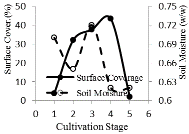 Surface Cover.(%)
50
40
30
20
10
0
0.75
0.72
0.69
0.66
0.63
0.6
Soil Moisture (w/w)
Surface Coverage
Soil Moisture
0 1 2 3 4 5 6
Cultivation Stage